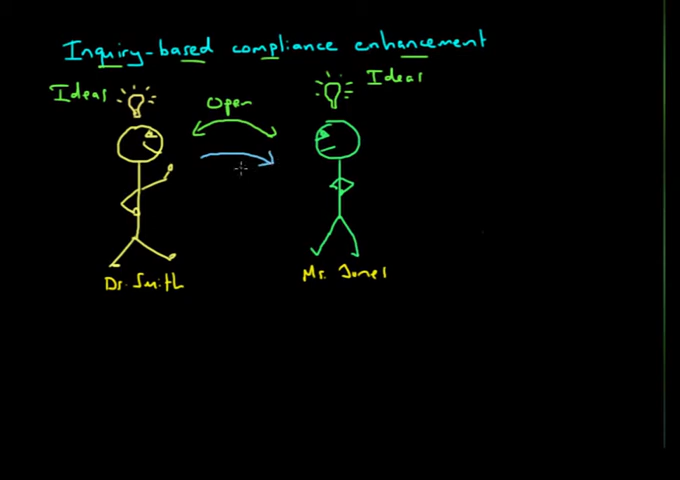 Inquiry-based compliance enhancement
Ideas
Ideas
Open
Dr. Smith
Ms. Jones